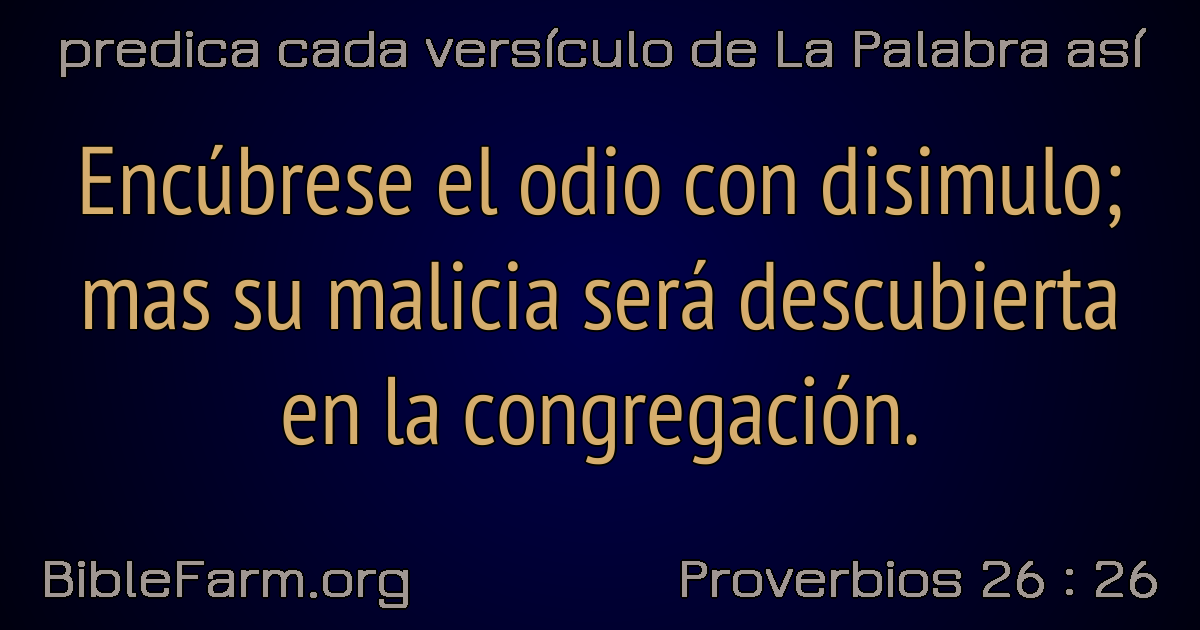 predica cada versículo de La Palabra así
Encúbrese el odio con disimulo;
mas su malicia será descubierta
en la congregación.
BibleFarm.org
Proverbios 26 : 26